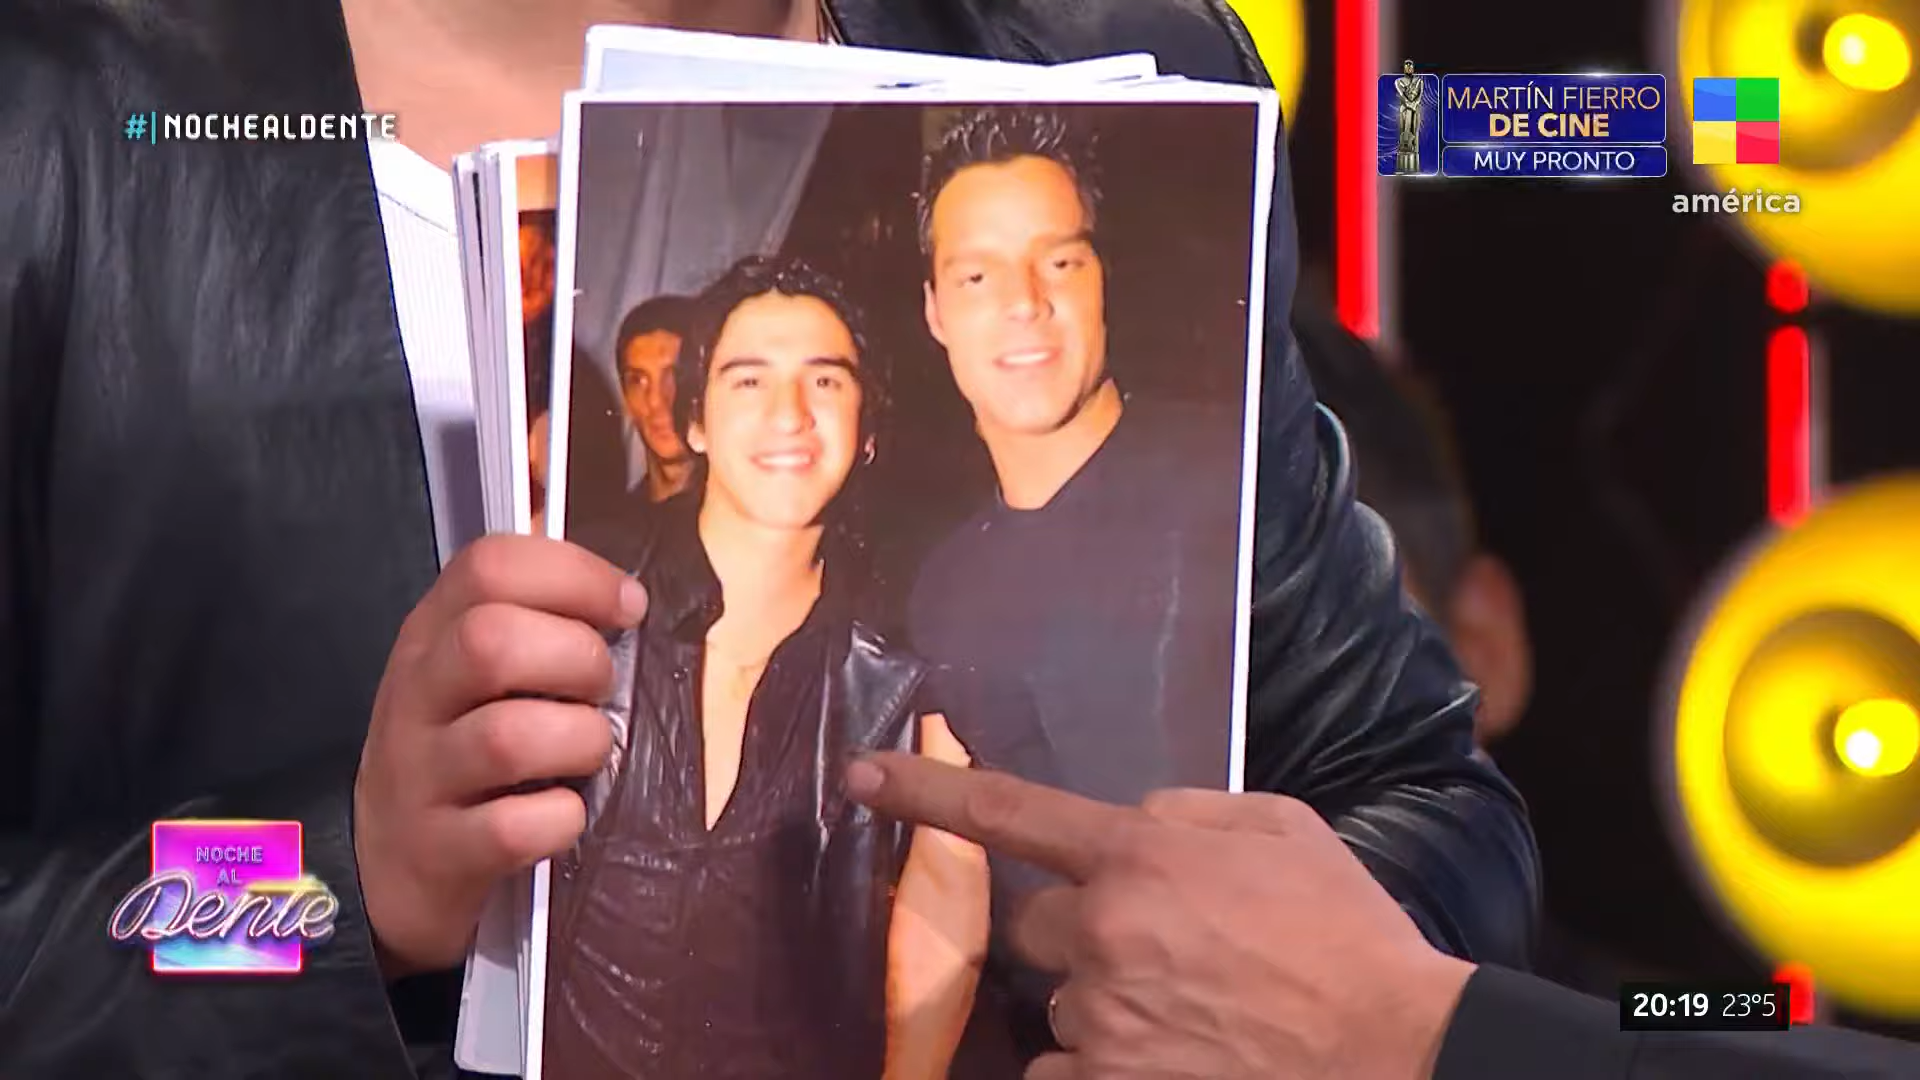 #|NOCHEALDENTE
MARTÍN FIERRO
DE CINE
MUY PRONTO
américa
NOCHE
AL
Dente
20:19 23°5